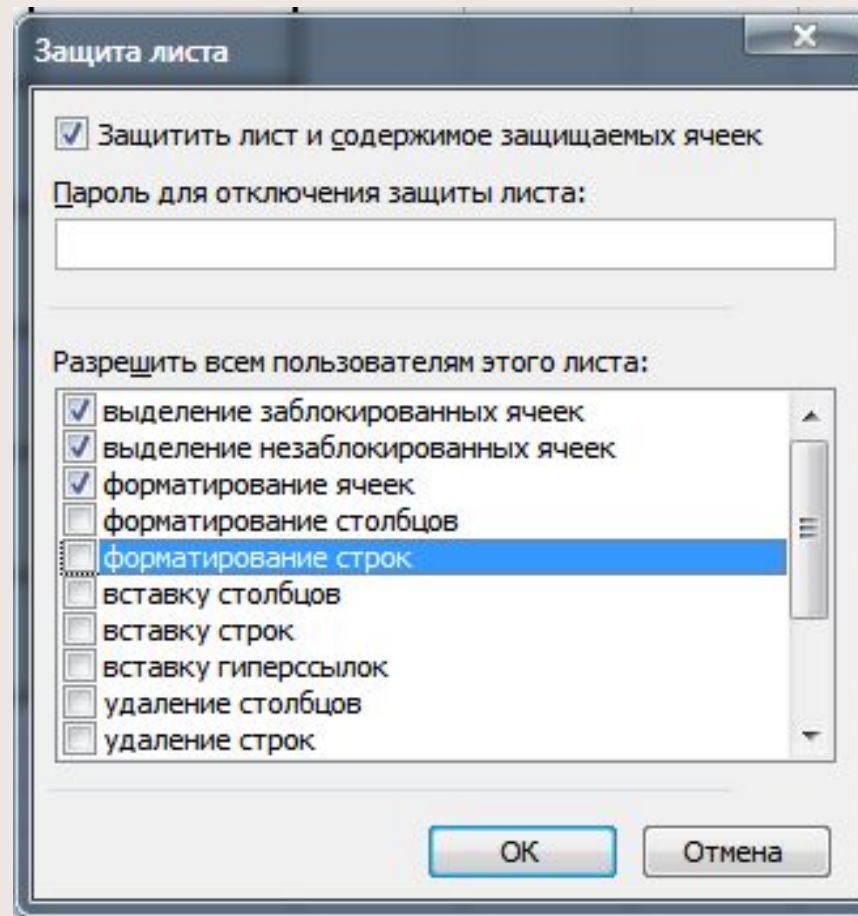 Защита листа
Защитить лист и содержимое защищаемых ячеек
Пароль для отключения защиты листа:
Разрешить всем пользователям этого листа:
выделение заблокированных ячеек
выделение незаблокированных ячеек
форматирование ячеек
форматирование столбцов
форматирование строк
вставку столбцов
вставку строк
вставку гиперссылок
удаление столбцов
удаление строк
ОК
Отмена